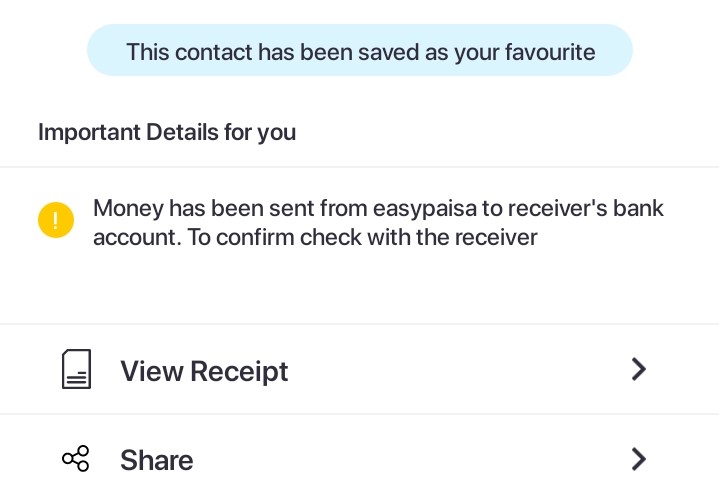 This contact has been saved as your favourite
Important Details for you
!
Money has been sent from easypaisa to receiver's bank
account. To confirm check with the receiver
View Receipt
Share